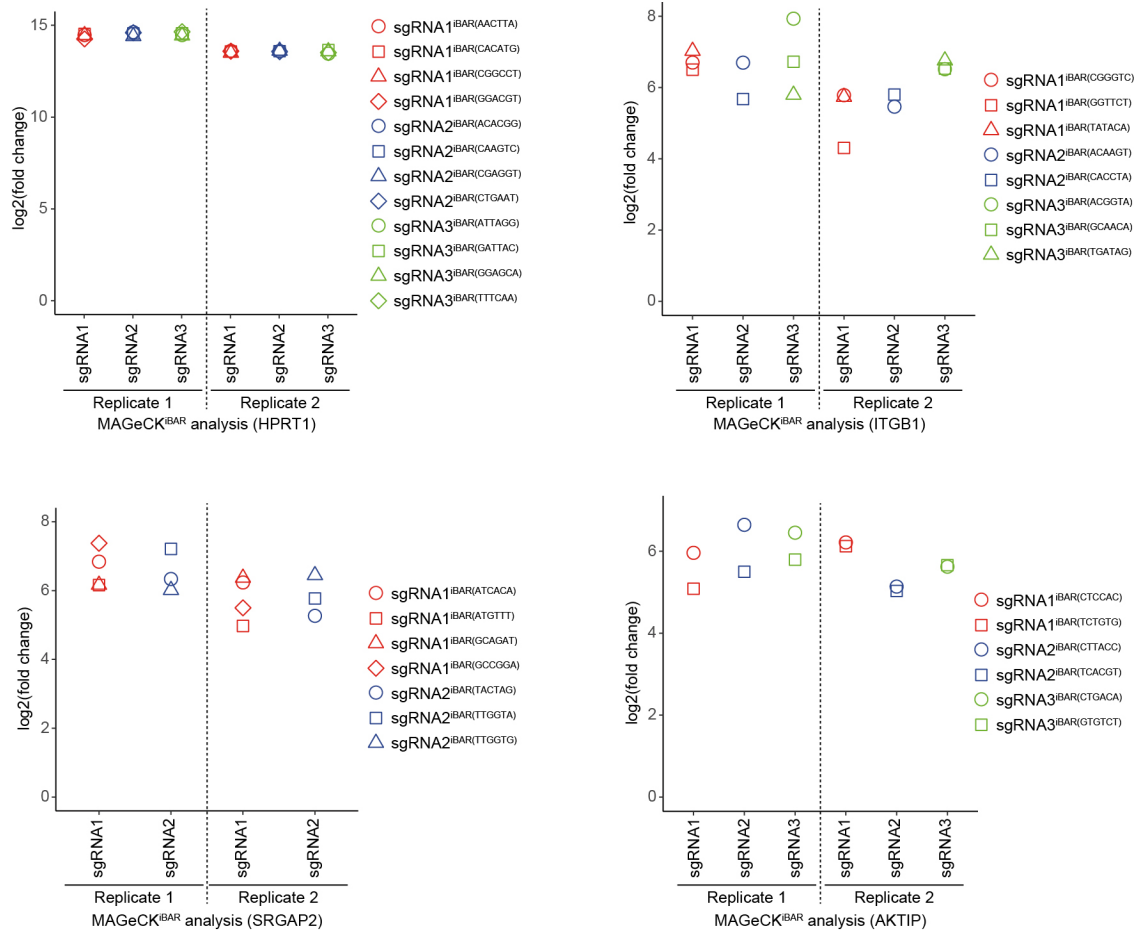 log2(fold change)
15
10
5
0
sgRNA1
sgRNA2
sgRNA3
sgRNA1
sgRNA2
sgRNA3
Replicate 1
Replicate 2
MAGeCKiBAR analysis (HPRT1)
sgRNA1iBAR(AACTTA)
sgRNA1iBAR(CACATG)
sgRNA1iBAR(CGGCCT)
sgRNA1iBAR(GGACGT)
sgRNA2iBAR(ACACGG)
sgRNA2iBAR(CAAGTC)
sgRNA2iBAR(CGAGGT)
sgRNA2iBAR(CTGAAT)
sgRNA3iBAR(ATTAGG)
sgRNA3iBAR(GATTAC)
sgRNA3iBAR(GGAGCA)
sgRNA3iBAR(TTTCAA)
log2(fold change)
8
6
4
2
0
sgRNA1
sgRNA2
sgRNA3
sgRNA1
sgRNA2
sgRNA3
Replicate 1
Replicate 2
MAGeCKiBAR analysis (ITGB1)
sgRNA1iBAR(CGGGTC)
sgRNA1iBAR(GGTTCT)
sgRNA1iBAR(TATACA)
sgRNA2iBAR(ACAAGT)
sgRNA2iBAR(CACCTA)
sgRNA3iBAR(ACGGTA)
sgRNA3iBAR(GCAACA)
sgRNA3iBAR(TGATAG)
log2(fold change)
8
6
4
2
0
sgRNA1
sgRNA2
sgRNA1
sgRNA2
Replicate 1
Replicate 2
MAGeCKiBAR analysis (SRGAP2)
sgRNA1iBAR(ATCACA)
sgRNA1iBAR(ATGTTT)
sgRNA1iBAR(GCAGAT)
sgRNA1iBAR(GCCGGA)
sgRNA2iBAR(TACTAG)
sgRNA2iBAR(TTGGTA)
sgRNA2iBAR(TTGGTG)
log2(fold change)
6
4
2
0
sgRNA1
sgRNA2
sgRNA3
sgRNA1
sgRNA2
sgRNA3
Replicate 1
Replicate 2
MAGeCKiBAR analysis (AKTIP)
sgRNA1iBAR(CTCCAC)
sgRNA1iBAR(TCTGTG)
sgRNA2iBAR(CTTACC)
sgRNA2iBAR(TCACGT)
sgRNA3iBAR(CTGACA)
sgRNA3iBAR(GTGTCT)